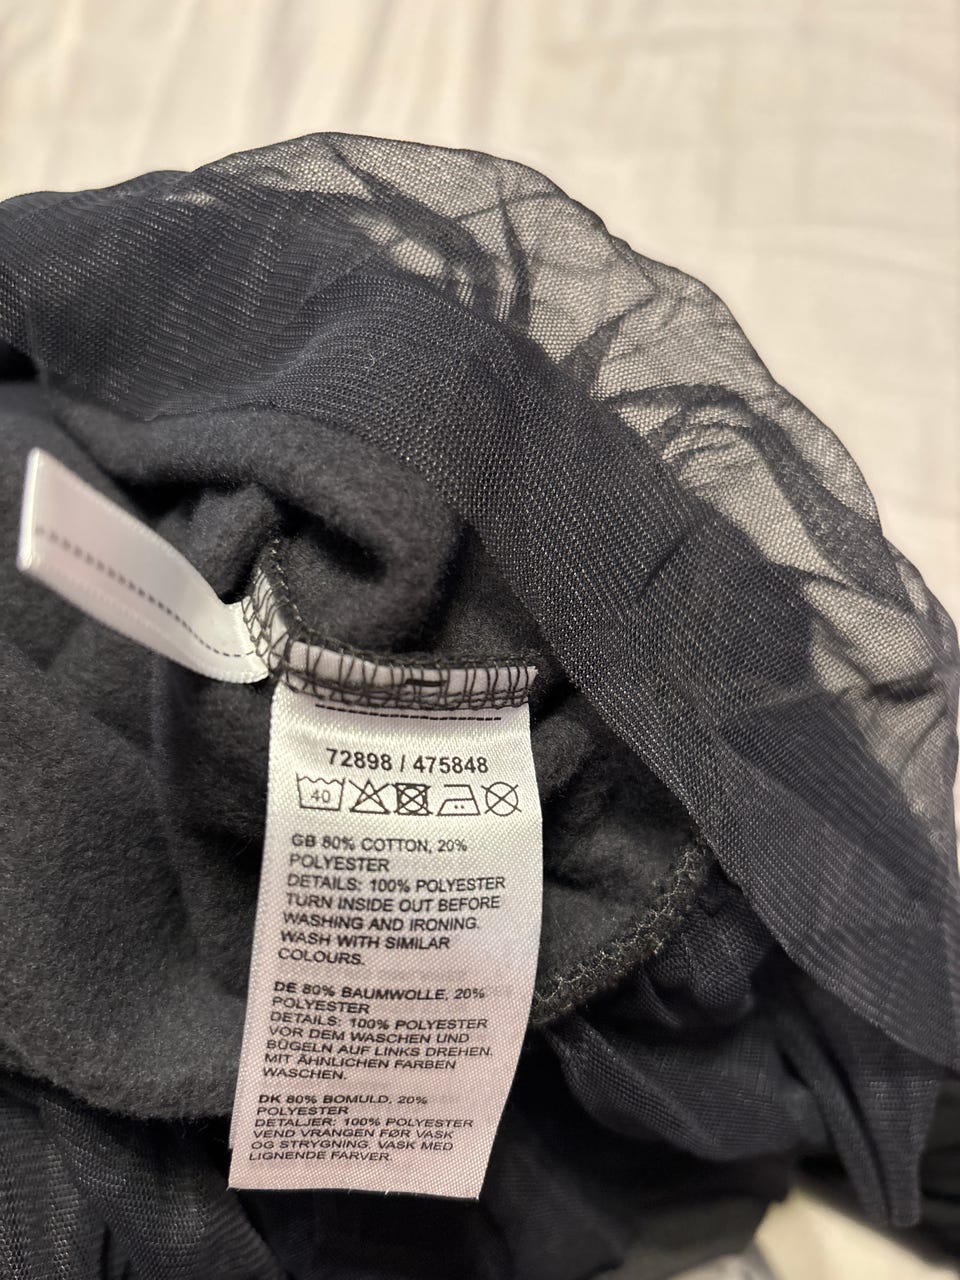 72898 / 475848
40
GB 80% COTTON, 20%
POLYESTER
DETAILS: 100% POLYESTER
TURN INSIDE OUT BEFORE
WASHING AND IRONING.
WASH WITH SIMILAR
COLOURS.
DE 80% BAUMWOLLE, 20%
POLYESTER
DETAILS: 100% POLYESTER
VOR DEM WASCHEN UND
BÜGELN AUF LINKS DREHEN.
MIT ÄHNLICHEN FARBEN
WASCHEN.
DK 80% BOMULD, 20%
POLYESTER
DETALJER: 100% POLYESTER
VEND VRANGEN FØR VASK
OG STRYGNING. VASK MED
LIGNENDE FARVER.